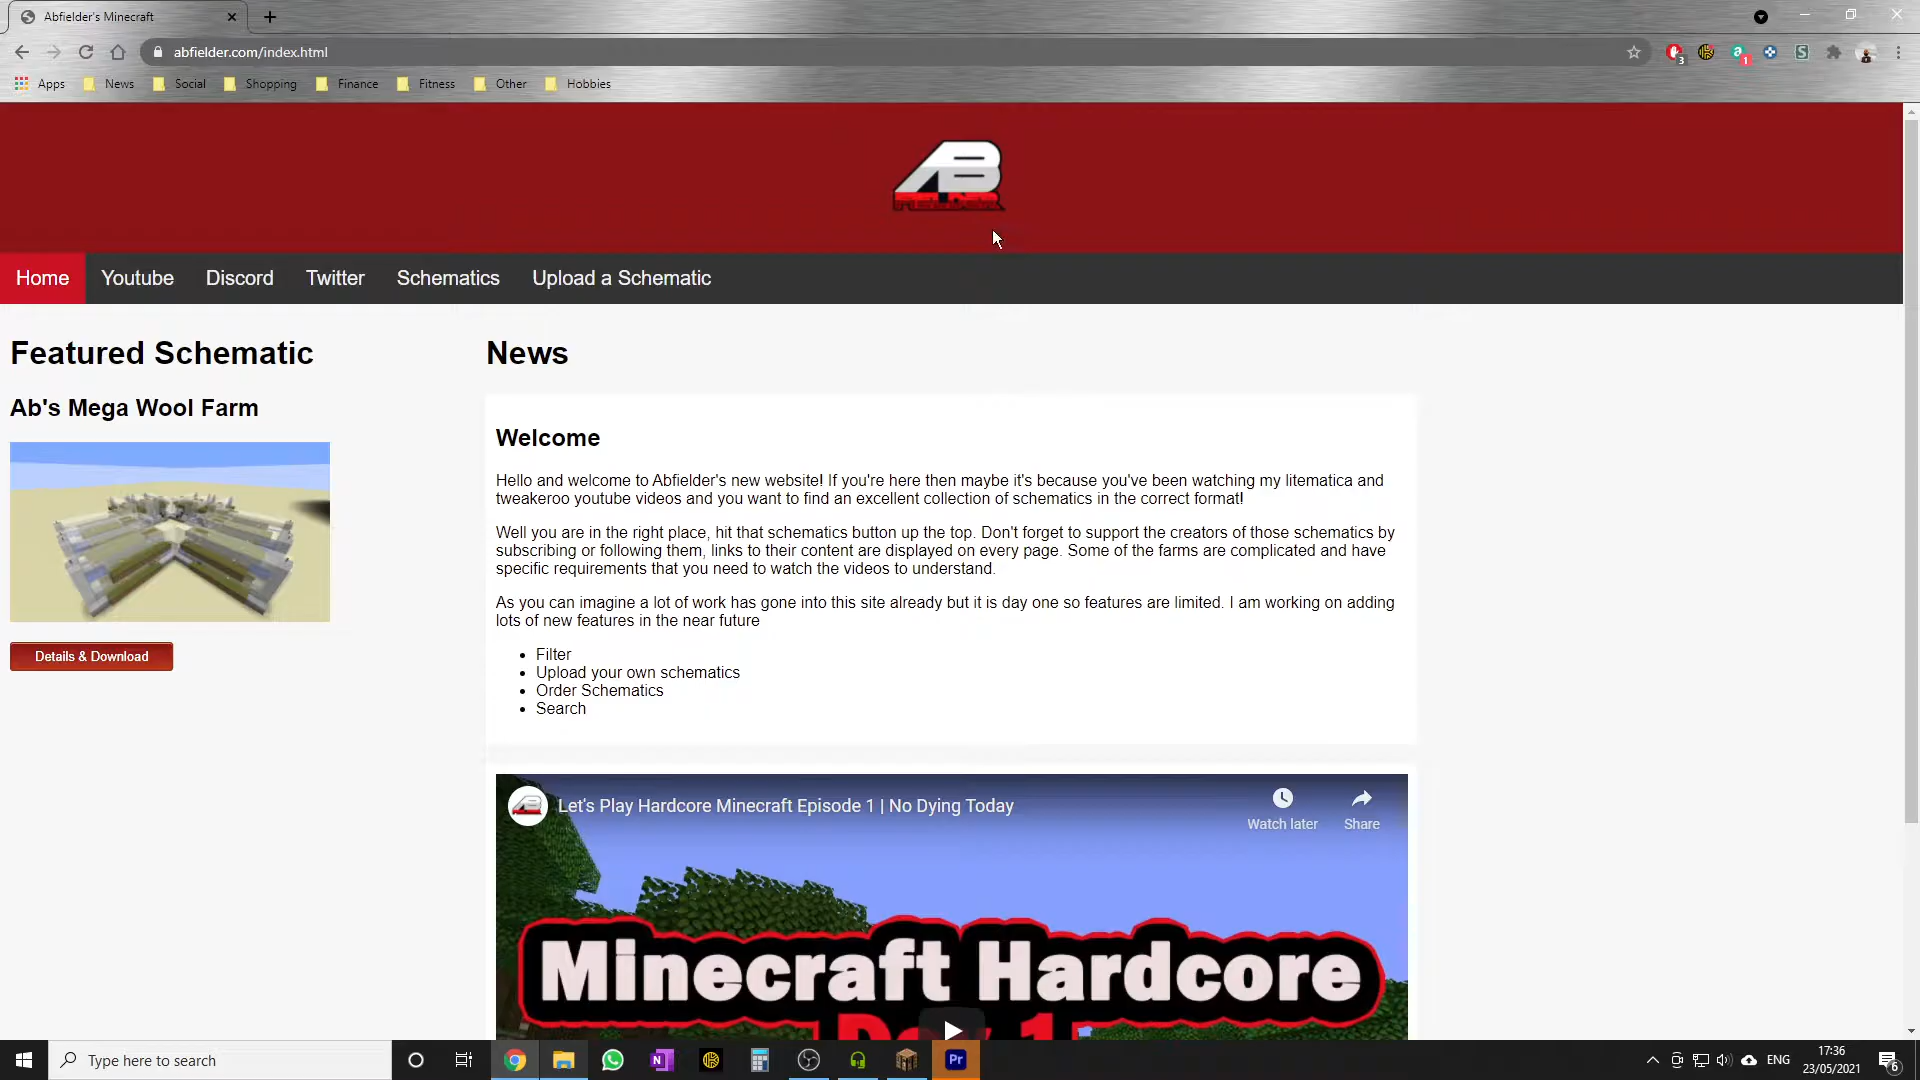 Abfielder's Minecraft
abfielder.com/index.html
3
1
Apps
News
Social
Shopping
Finance
Fitness
Other
Hobbies
AB
FIELDER
Home
Youtube
Discord
Twitter
Schematics
Upload a Schematic
Featured Schematic
Ab's Mega Wool Farm
Details & Download
News
Welcome
Hello and welcome to Abfielder's new website! If you're here then maybe it's because you've been watching my litematica and
tweakeroo youtube videos and you want to find an excellent collection of schematics in the correct format!
Well you are in the right place, hit that schematics button up the top. Don't forget to support the creators of those schematics by
subscribing or following them, links to their content are displayed on every page. Some of the farms are complicated and have
specific requirements that you need to watch the videos to understand.
As you can imagine a lot of work has gone into this site already but it is day one so features are limited. I am working on adding
lots of new features in the near future
Filter
Upload your own schematics
Order Schematics
Search
Let's Play Hardcore Minecraft Episode 1 | No Dying Today
Watch later
Share
Minecraft Hardcore
Day 1
Type here to search
N
Pr
ENG
17:36
23/05/2021
6